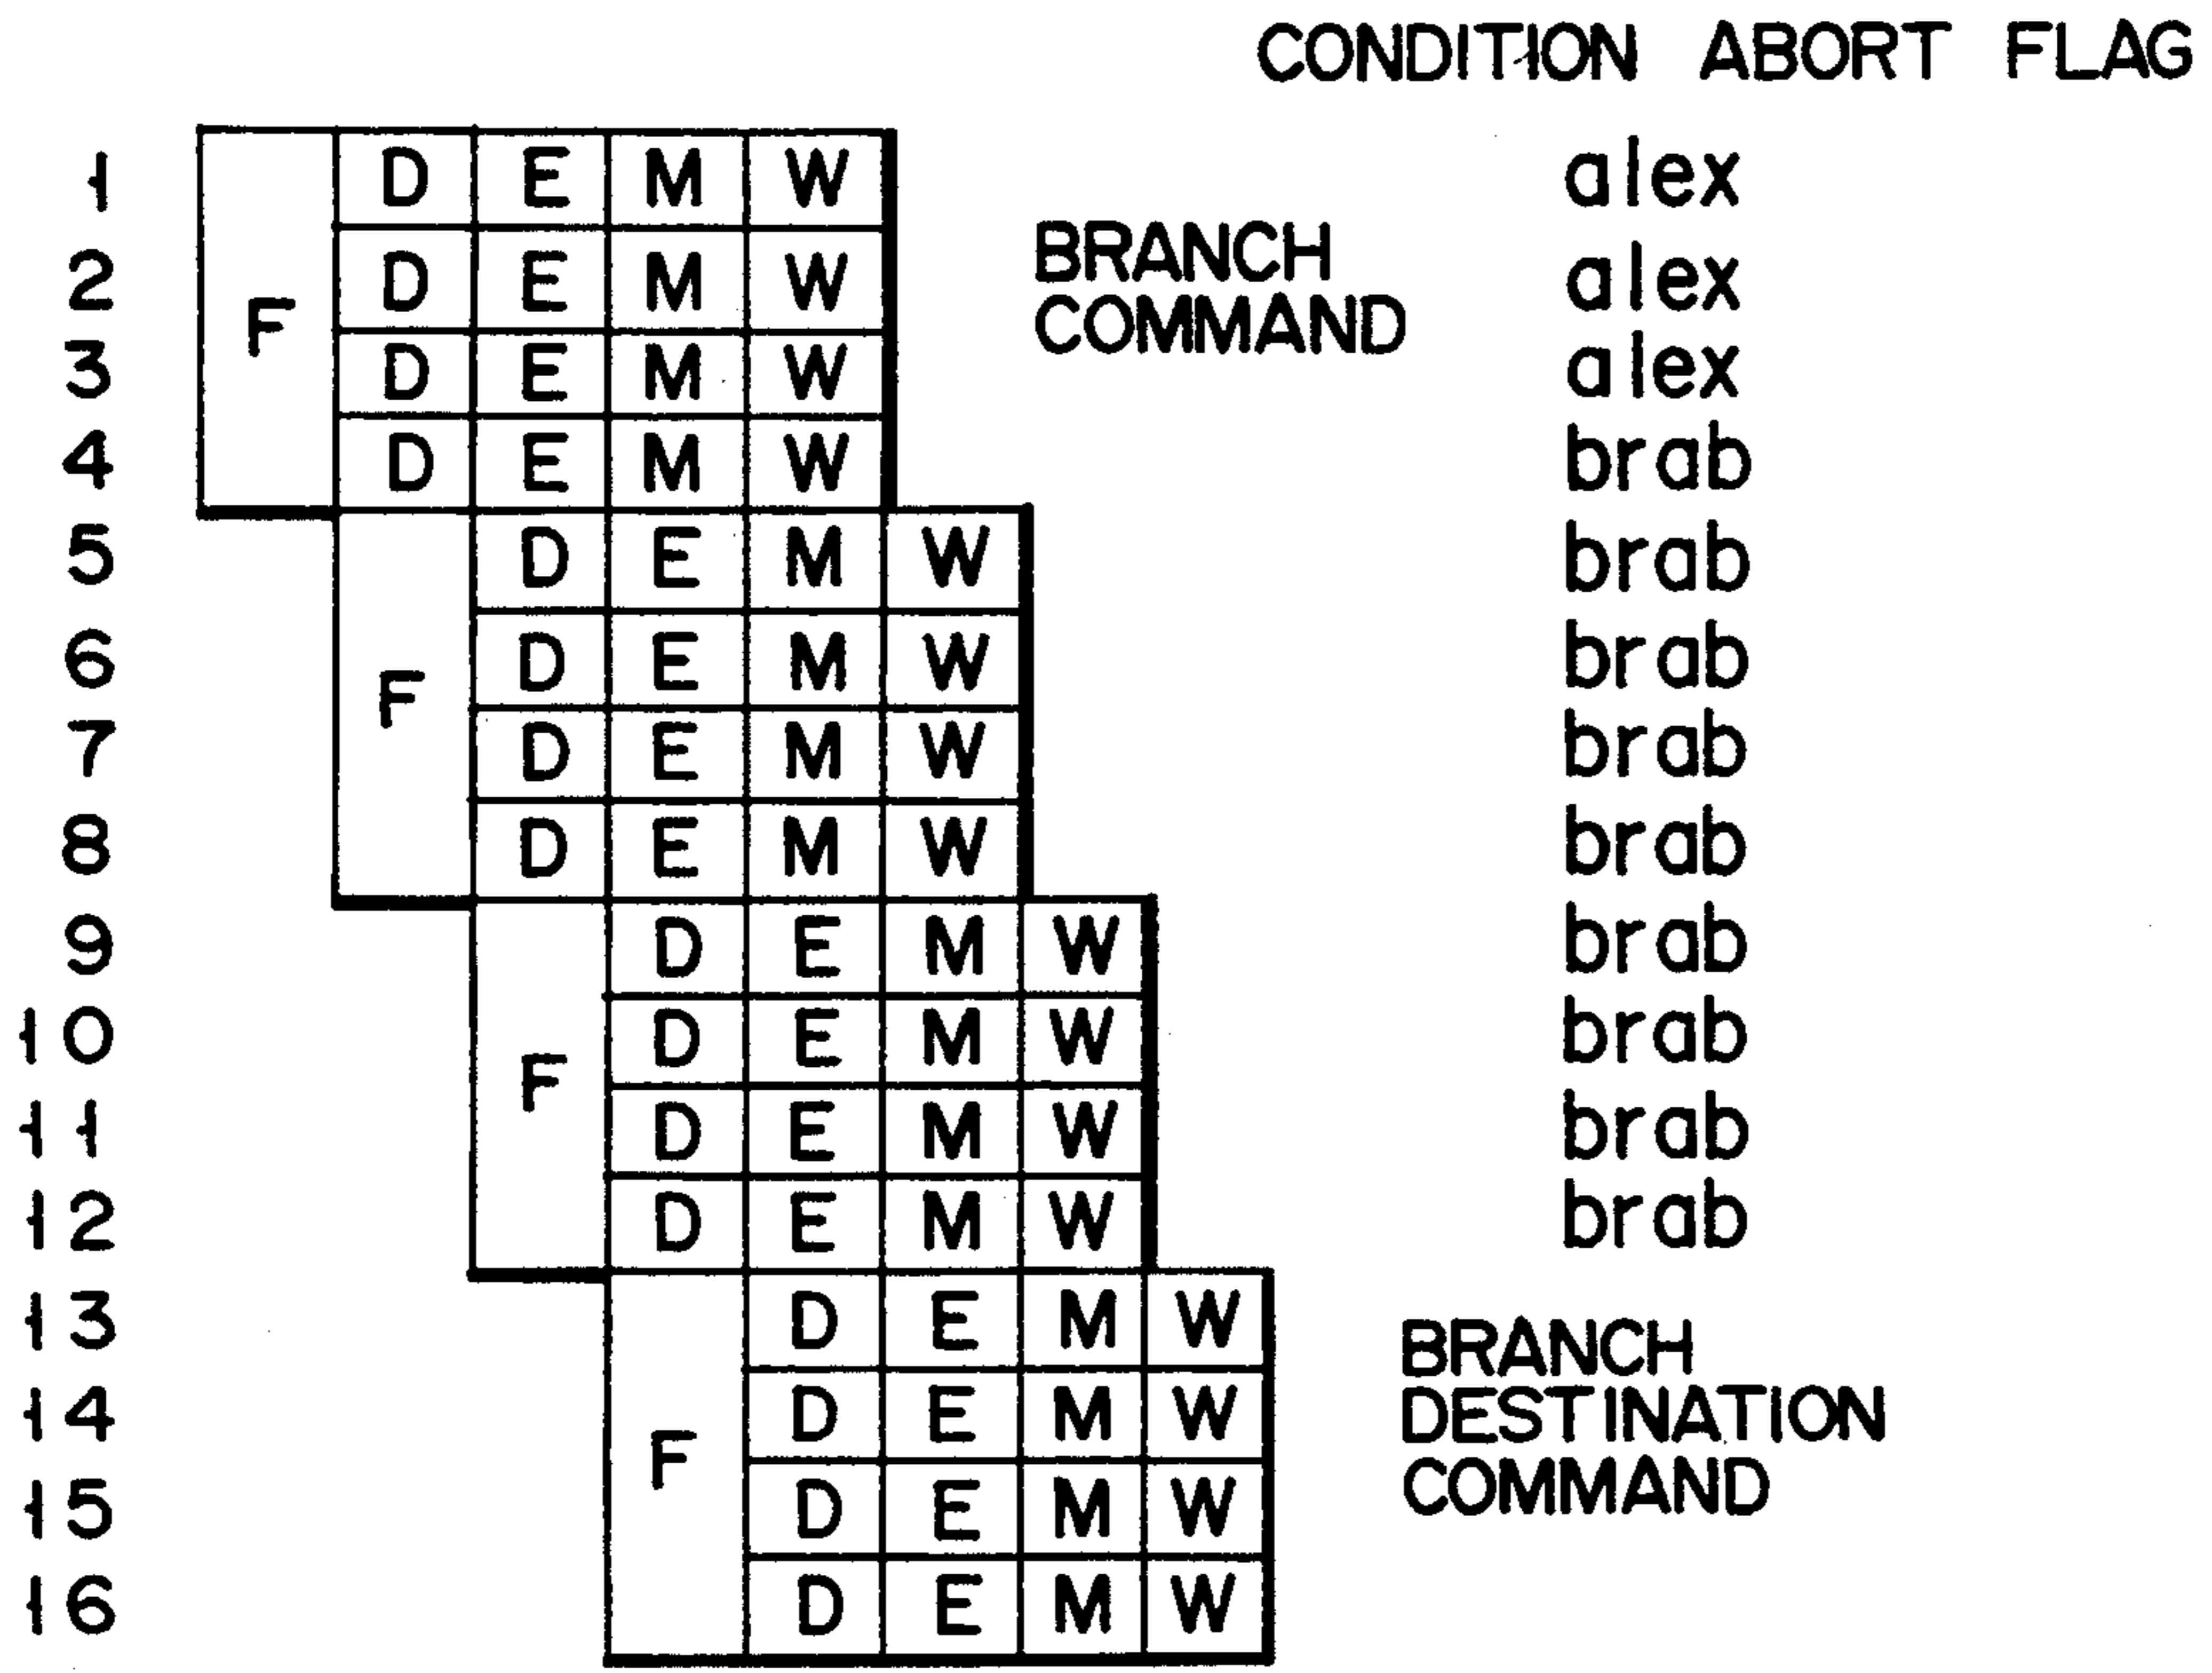 CONDITION ABORT FLAG
1 D E M W alex
2 D E M W BRANCH alex
F COMMAND
3 D E M W alex
4 D E M W brab
5 D E M W brab
6 D E M W brab
F
7 D E M W brab
8 D E M W brab
9 D E M W brab
10 D E M W brab
F
11 D E M W brab
12 D E M W brab
13 D E M W BRANCH
14 D E M W DESTINATION
F
15 D E M W COMMAND
16 D E M W